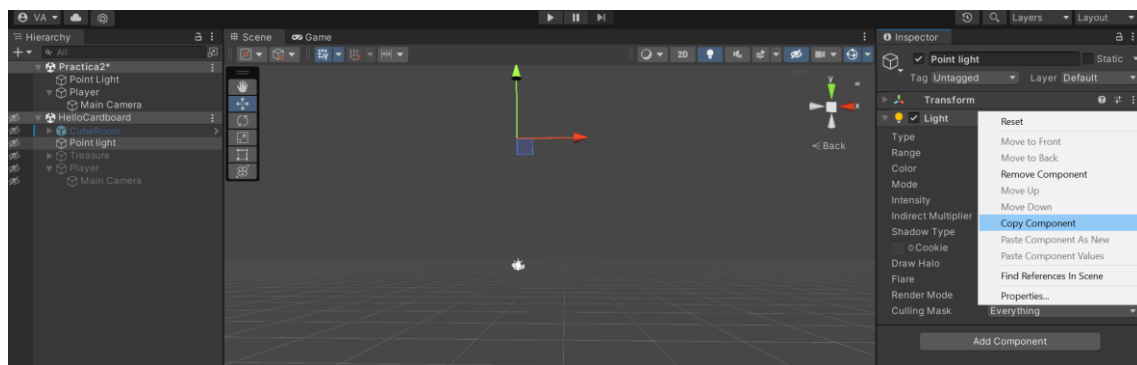 VA
Layers
Layout
Hierarchy
Scene
Game
Inspector
All
2D
Practica2*
Point Light
Player
Main Camera
HelloCardboard
CubeRoom
Point light
Treasure
Player
Main Camera
y
x
< Back
Point light
Static
Tag Untagged
Layer Default
Transform
Light
Type
Range
Color
Mode
Intensity
Indirect Multiplier
Shadow Type
Cookie
Draw Halo
Flare
Render Mode
Culling Mask
Everything
Reset
Move to Front
Move to Back
Remove Component
Move Up
Move Down
Copy Component
Paste Component As New
Paste Component Values
Find References In Scene
Properties...
Add Component